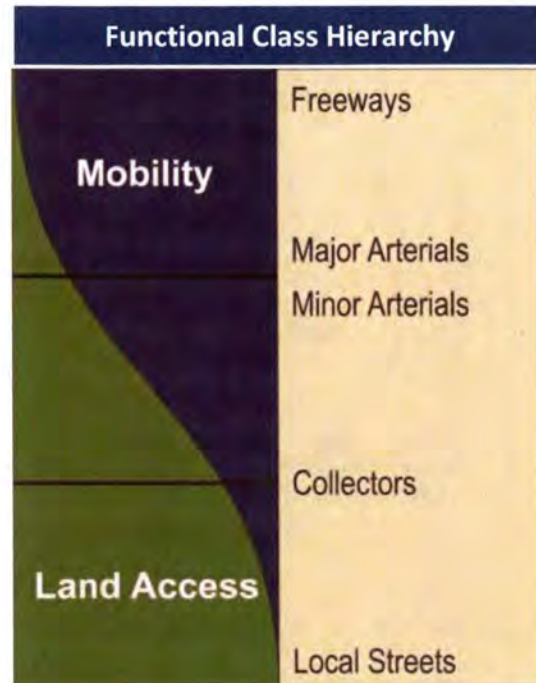 Functional Class Hierarchy
Freeways
Mobility
Major Arterials
Minor Arterials
Collectors
Land Access
Local Streets